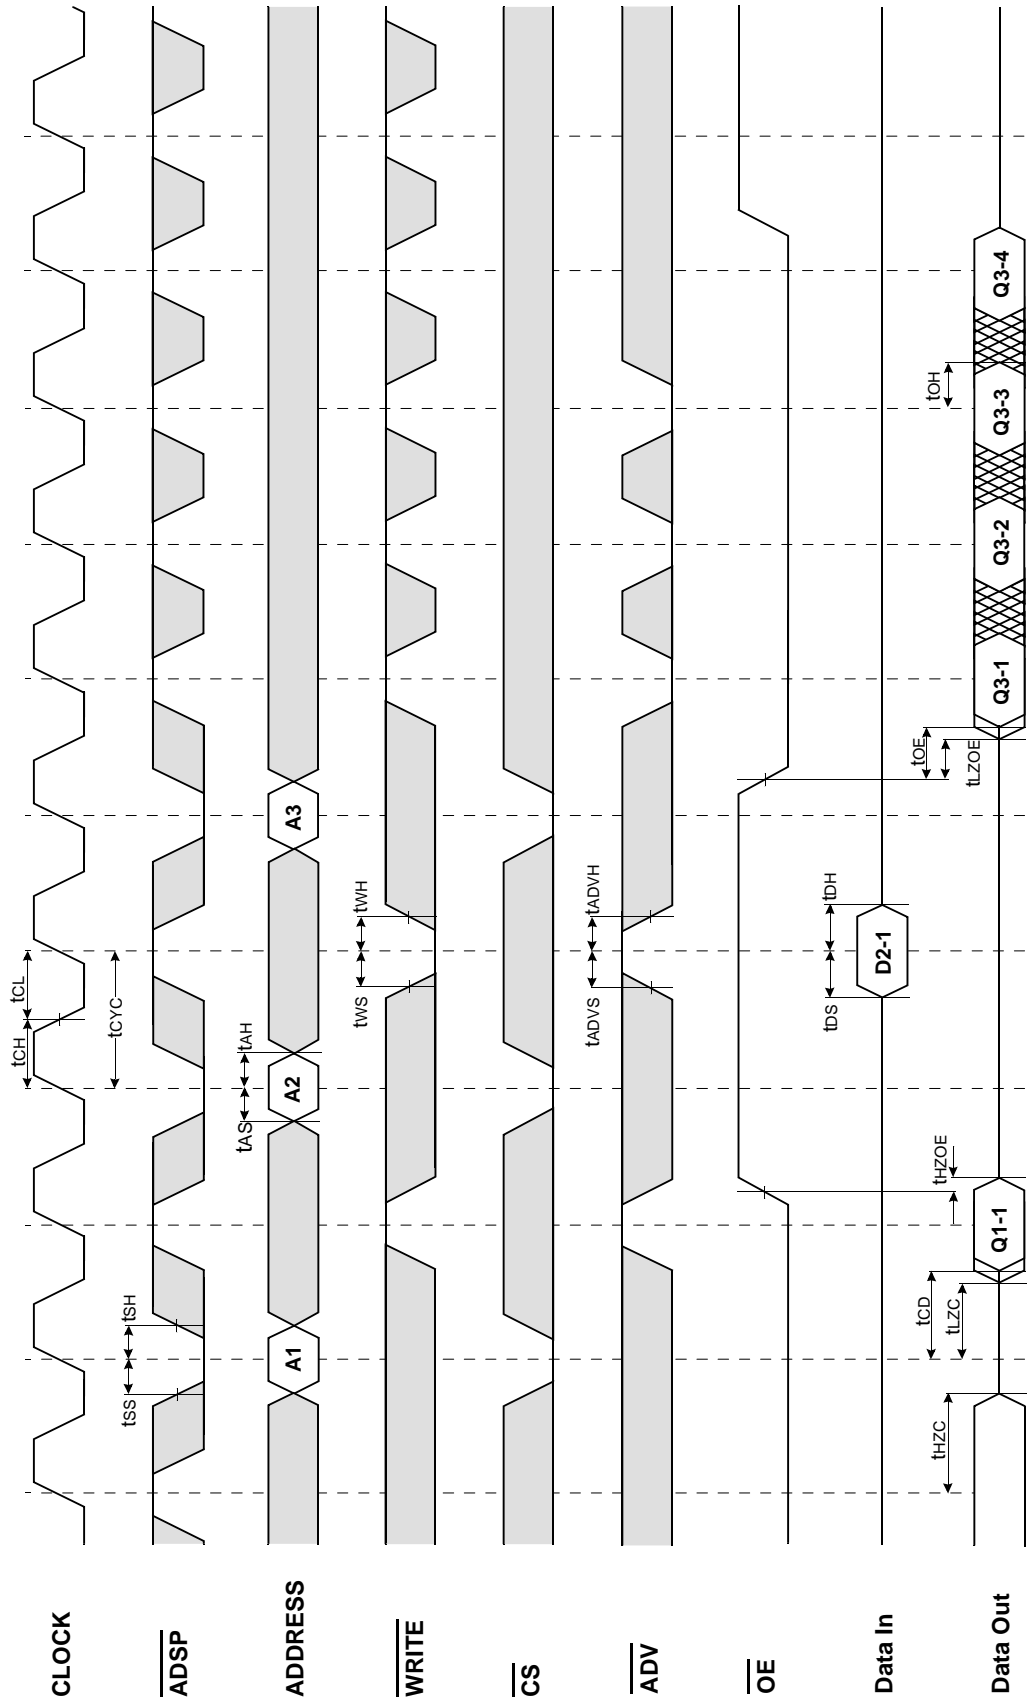 CLOCK
tCH
tCL
tCYC
ADSP
tSS
tSH
ADDRESS
A1
tAS
tAH
A2
A3
WRITE
tWS
tWH
CS
ADV
tADVS
tADVH
OE
Data In
tDS
tDH
D2-1
Data Out
tHZC
tCD
tLZC
Q1-1
tHZOE
tOE
tLZOE
Q3-1
Q3-2
Q3-3
tOH
Q3-4